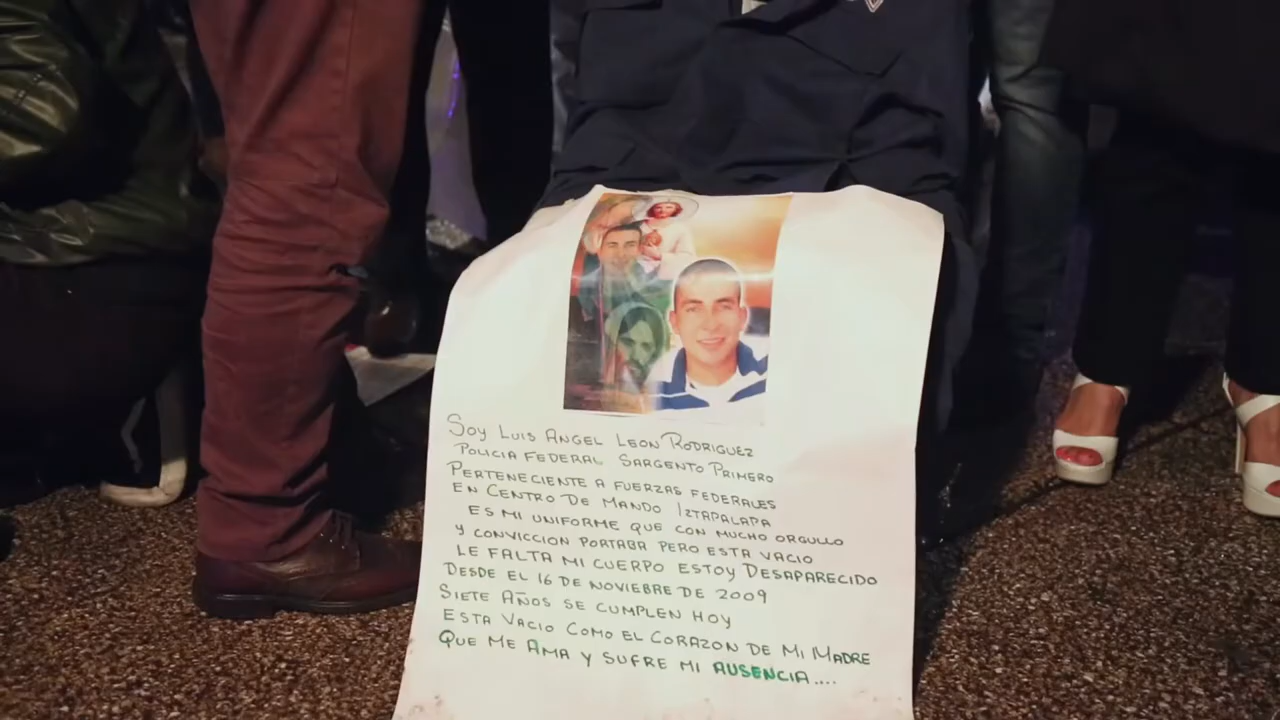 SOY LUIS ANGEL LEON RODRIGUEZ
POLICIA FEDERAL SARGENTO PRIMERO
PERTENECIENTE A FUERZAS FEDERALES
EN CENTRO DE MANDO IZTAPALAPA
ES MI UNIFORME QUE CON MUCHO ORGULLO
Y CONVICCION PORTABA PERO ESTA VACIO
LE FALTA MI CUERPO ESTOY DESAPARECIDO
DESDE EL 16 DE NOVIEBRE DE 2009
SIETE AÑOS SE CUMPLEN HOY
ESTA VACIO COMO EL CORAZON DE MI MADRE
QUE ME AMA Y SUFRE MI AUSENCIA....